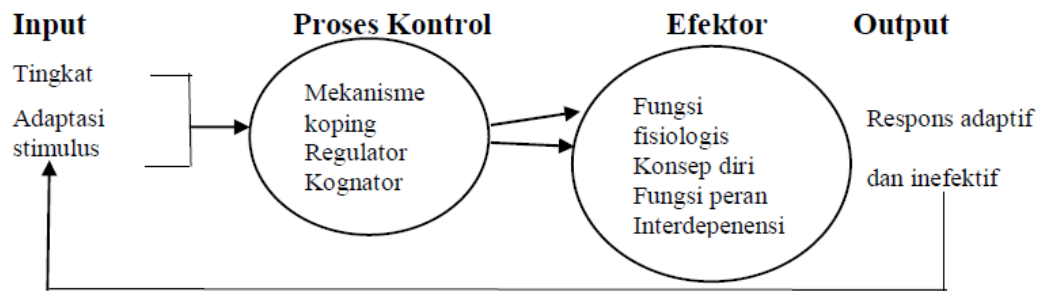 Input Proses Kontrol Efektor Output
Tingkat
Adaptasi
stimulus
Mekanisme
koping
Regulator
Kognator
Fungsi
fisiologis
Konsep diri
Fungsi peran
Interdepenensi
Respons adaptif
dan inefektif